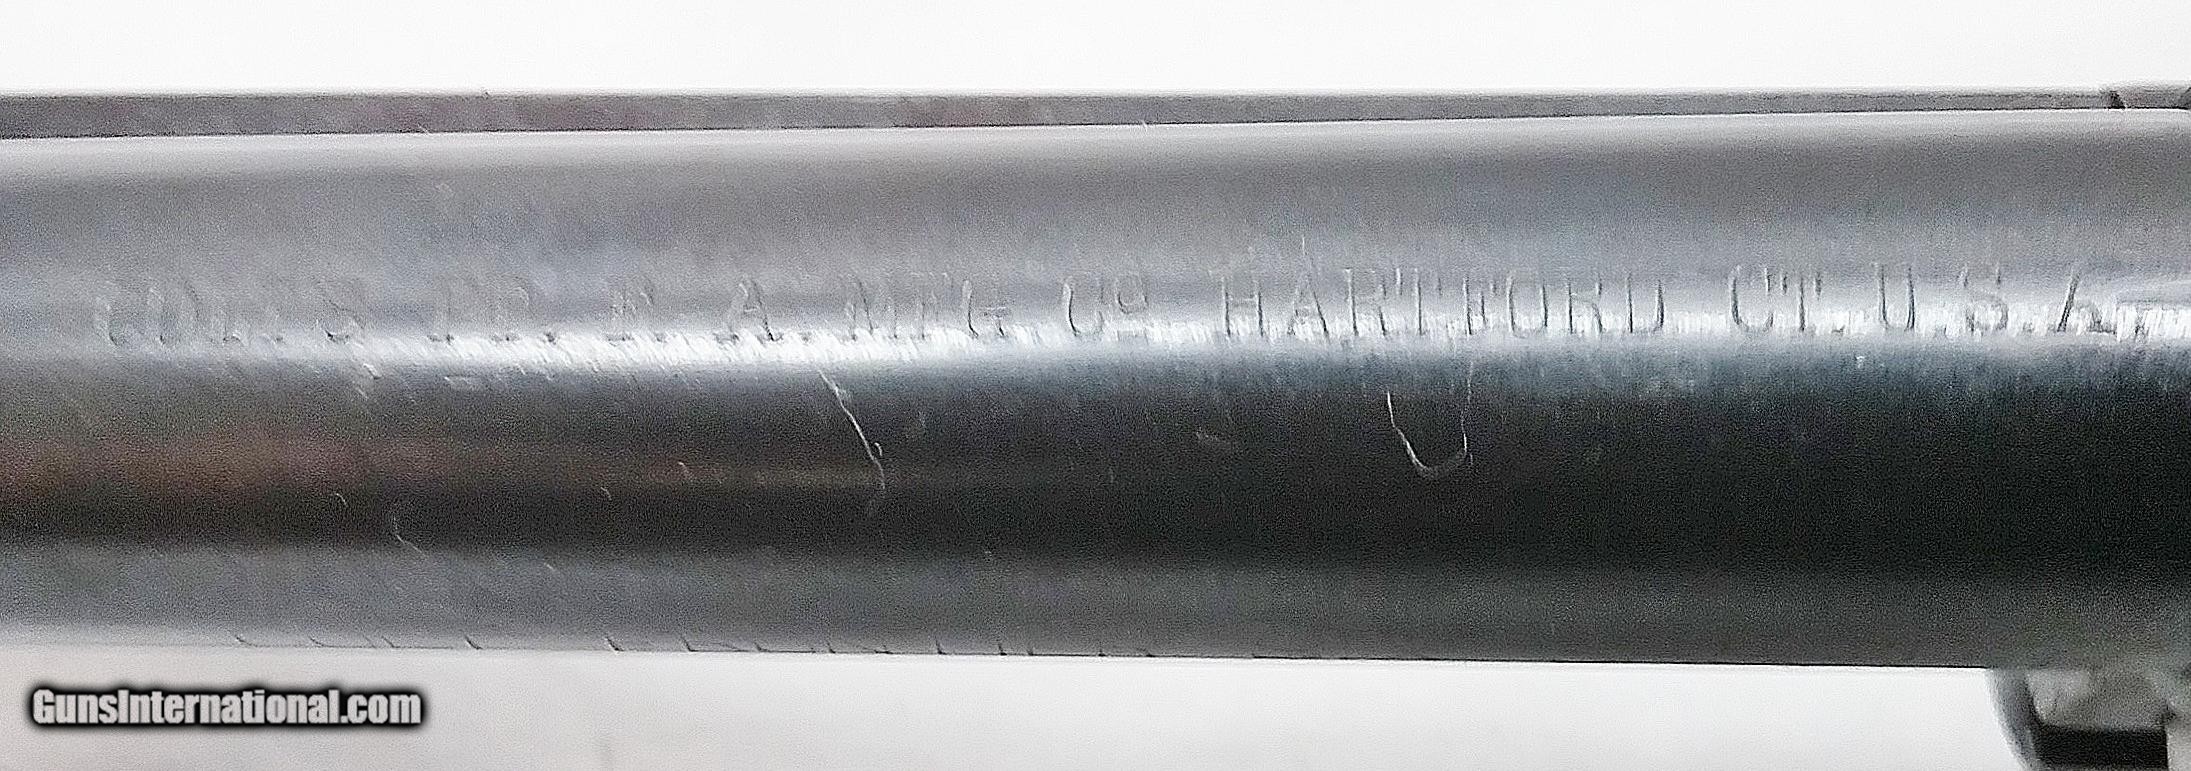 COLT'S PT. F. A. MFG Co HARTFORD CT. U.S.A.
GunsInternational.com